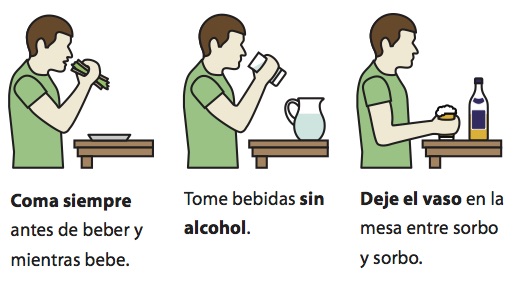 Coma siempre
antes de beber y
mientras bebe.
Tome bebidas sin
alcohol.
Deje el vaso en la
mesa entre sorbo
y sorbo.